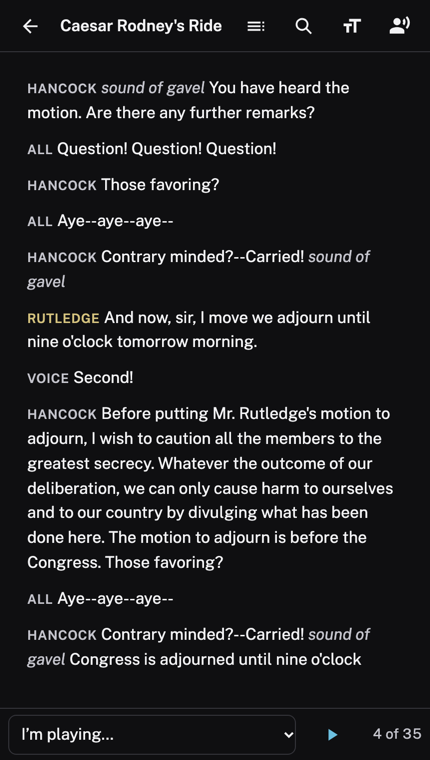 Caesar Rodney's Ride
HANCOCK sound of gavel You have heard the
motion. Are there any further remarks?
ALL Question! Question! Question!
HANCOCK Those favoring?
ALL Aye--aye--aye--
HANCOCK Contrary minded?--Carried! sound of
gavel
RUTLEDGE And now, sir, I move we adjourn until
nine o'clock tomorrow morning.
VOICE Second!
HANCOCK Before putting Mr. Rutledge's motion to
adjourn, I wish to caution all the members to the
greatest secrecy. Whatever the outcome of our
deliberation, we can only cause harm to ourselves
and to our country by divulging what has been
done here. The motion to adjourn is before the
Congress. Those favoring?
ALL Aye--aye--aye--
HANCOCK Contrary minded?--Carried! sound of
gavel Congress is adjourned until nine o'clock
I'm playing... 4 of 35